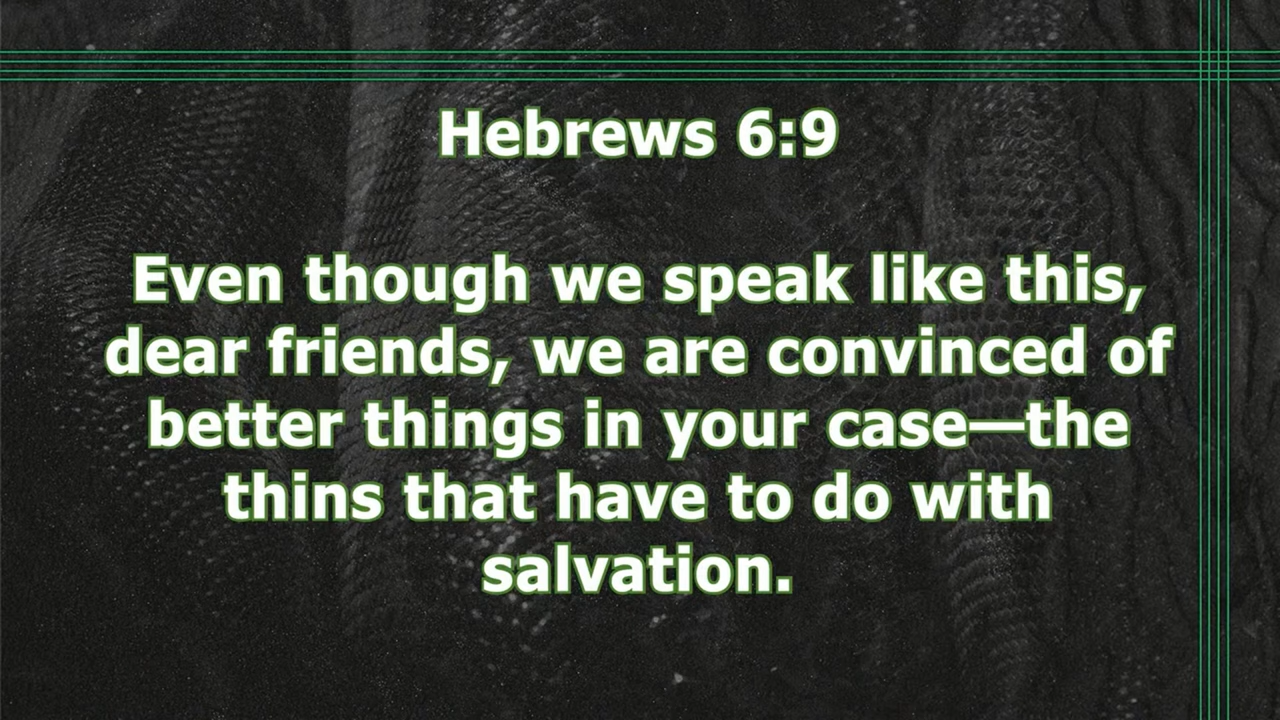 Hebrews 6:9
Even though we speak like this,
dear friends, we are convinced of
better things in your case—the
thins that have to do with
salvation.